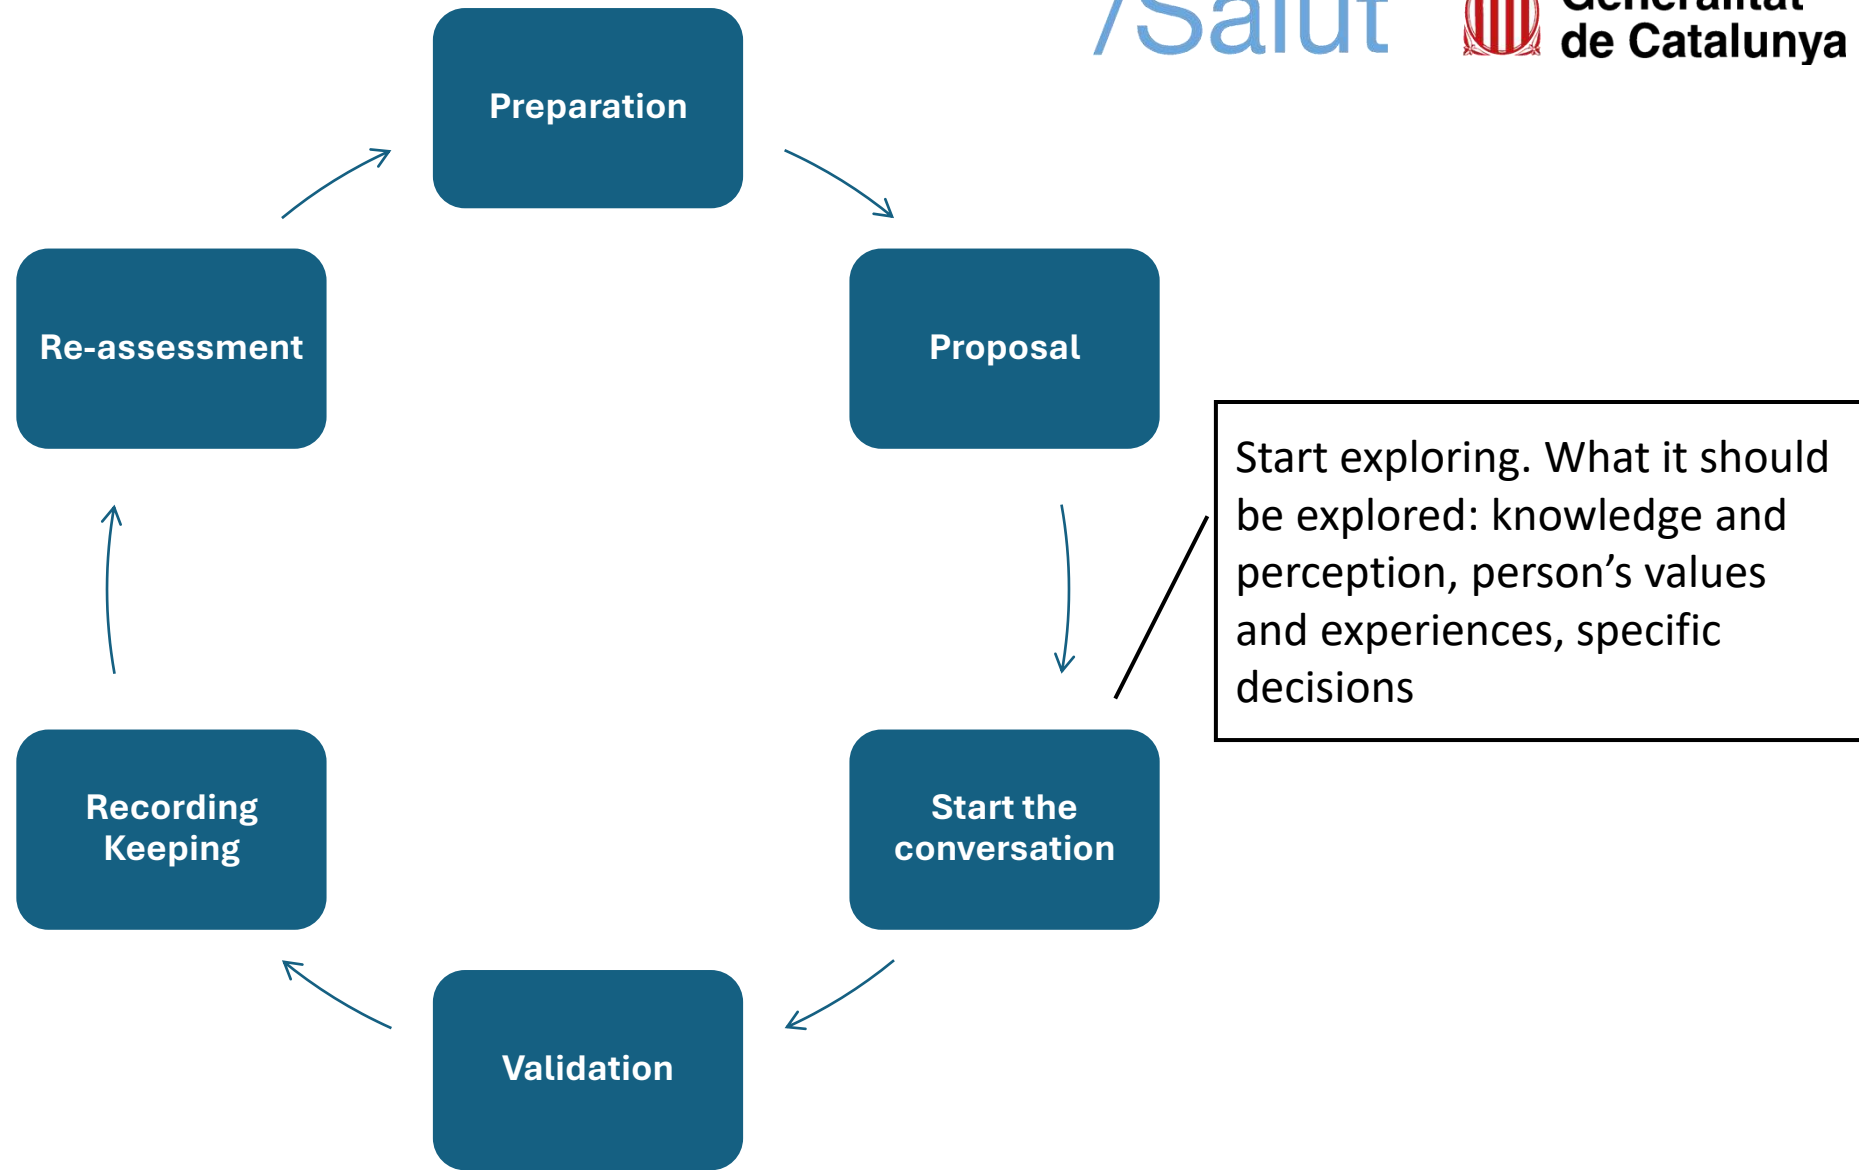 /Salut
Generalitat
de Catalunya
Preparation
Re-assessment
Proposal
Start exploring. What it should
be explored: knowledge and
perception, person’s values
and experiences, specific
decisions
Recording
Keeping
Start the
conversation
Validation